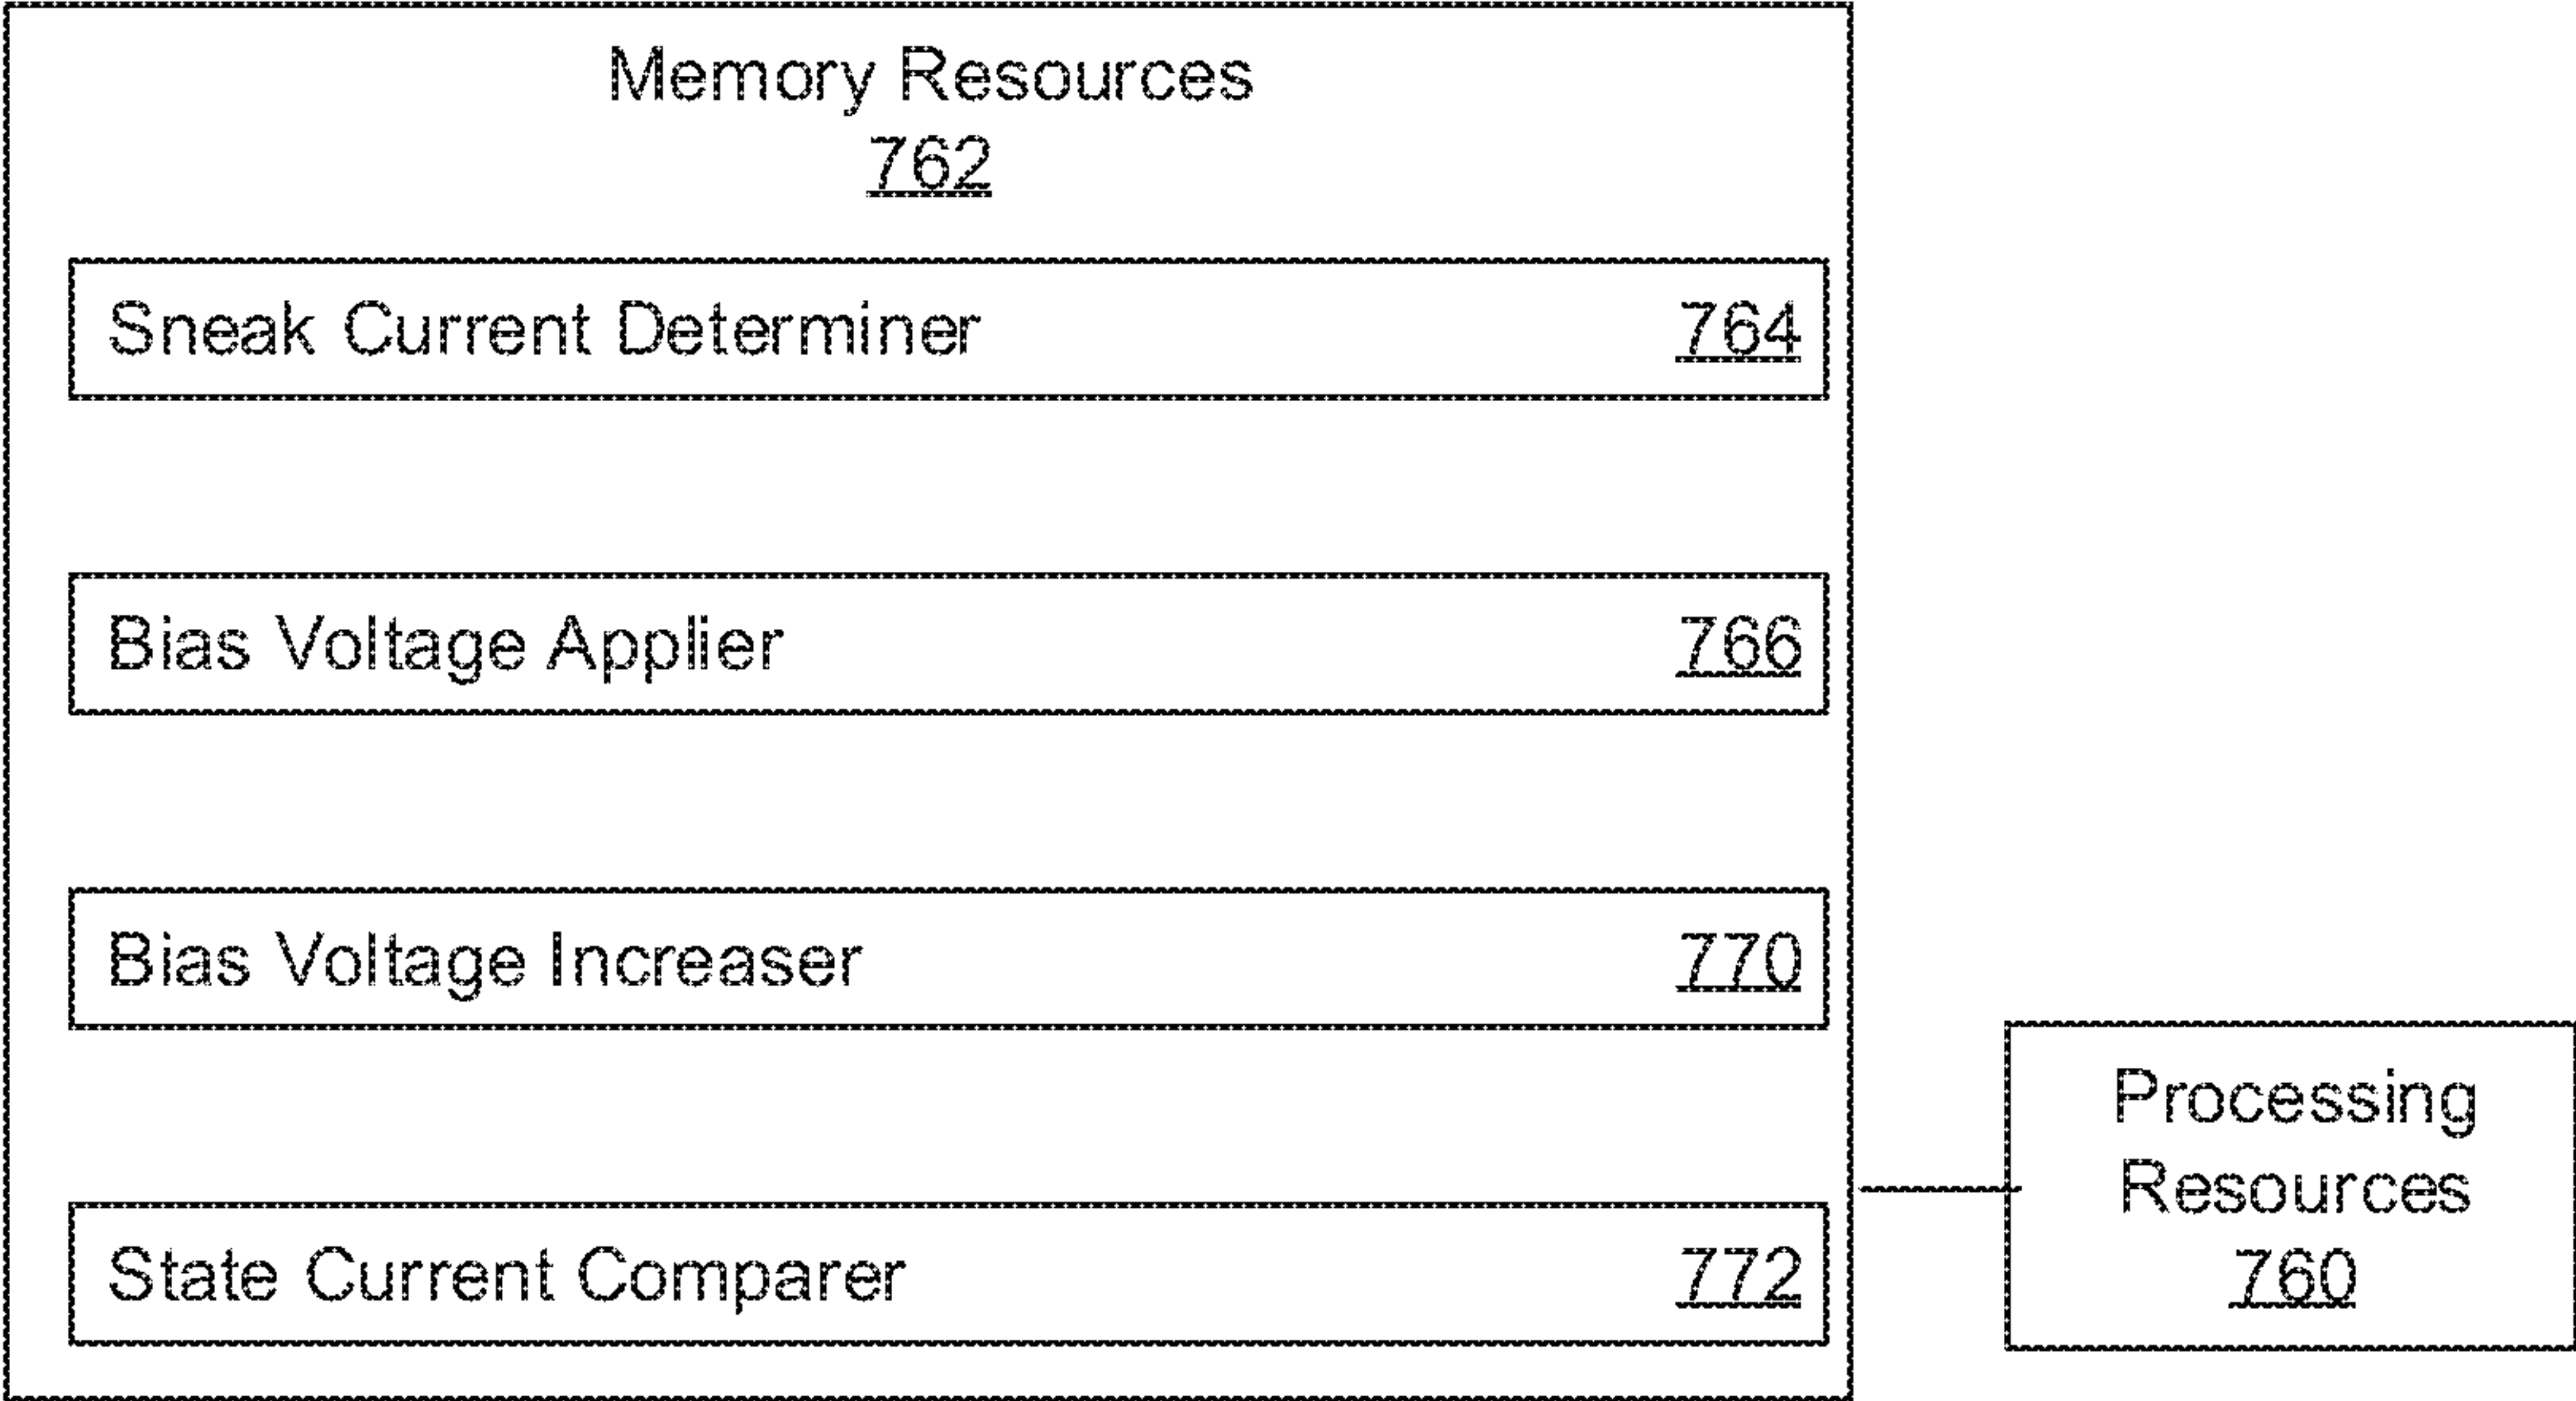 Memory Resources
762
Sneak Current Determiner 764
Bias Voltage Applier 766
Bias Voltage Increaser 770
State Current Comparer 772
Processing
Resources
760